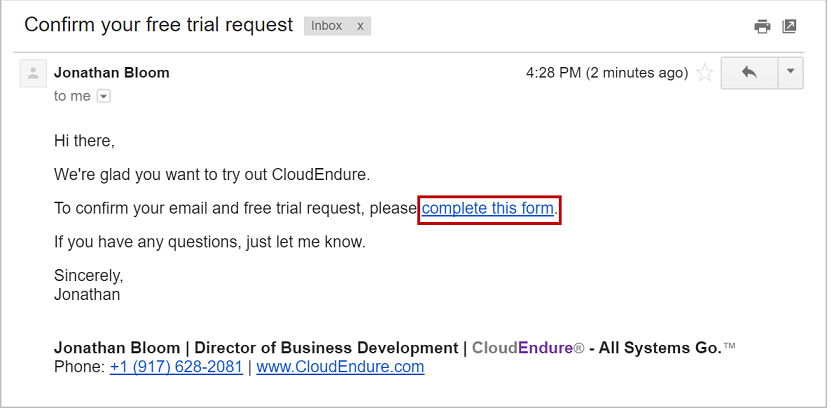 Confirm your free trial request Inbox x
Jonathan Bloom 4:28 PM (2 minutes ago)
to me
Hi there,
We're glad you want to try out CloudEndure.
To confirm your email and free trial request, please complete this form.
If you have any questions, just let me know.
Sincerely,
Jonathan
Jonathan Bloom | Director of Business Development | CloudEndure® - All Systems Go.™
Phone: +1 (917) 628-2081 | www.CloudEndure.com